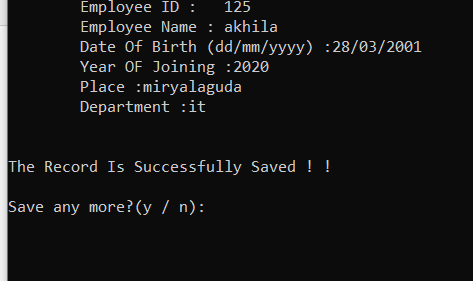 Employee ID :   125
Employee Name : akhila
Date Of Birth (dd/mm/yyyy) :28/03/2001
Year OF Joining :2020
Place :miryalaguda
Department :it
The Record Is Successfully Saved ! !
Save any more?(y / n):